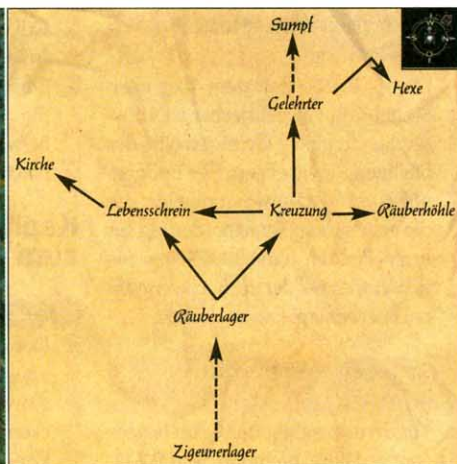 Sumpf
Gelehrter
Hexe
Kirche
Lebensschrein
Kreuzung
Räuberhöhle
Räuberlager
Zigeunerlager